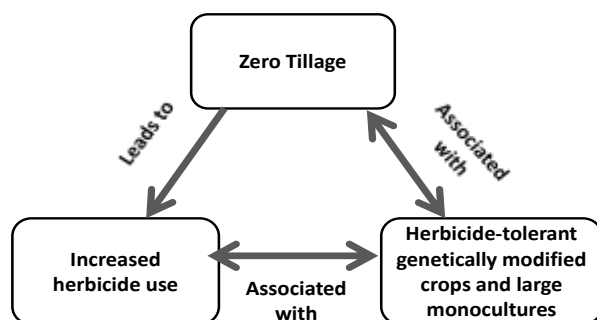 Zero Tillage
Leads to
Associated
with
Increased
herbicide use
Associated
with
Herbicide-tolerant
genetically modified
crops and large
monocultures